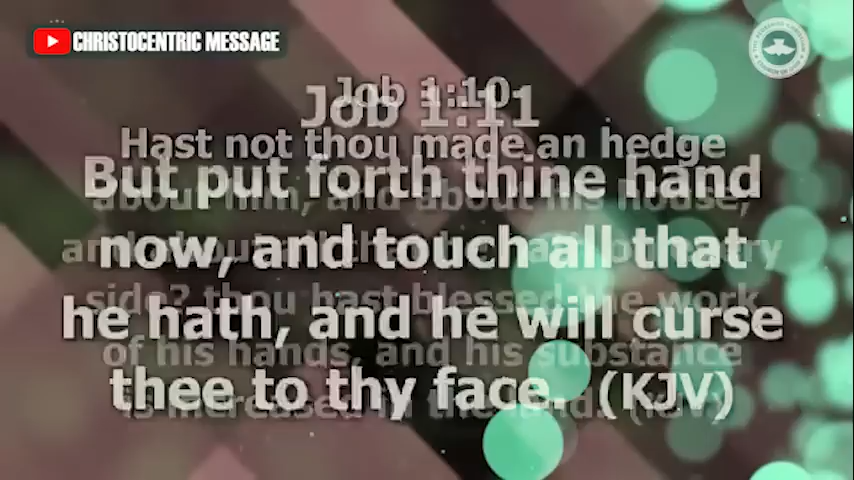 CHRISTOCENTRIC MESSAGE
Job 1:10
Hast not thou made an hedge
about him, and about his house,
and about all that he hath on every
side? thou hast blessed the work
of his hands, and his substance
is increased in the land. (KJV)
Job 1:11
But put forth thine hand
now, and touch all that
he hath, and he will curse
thee to thy face. (KJV)